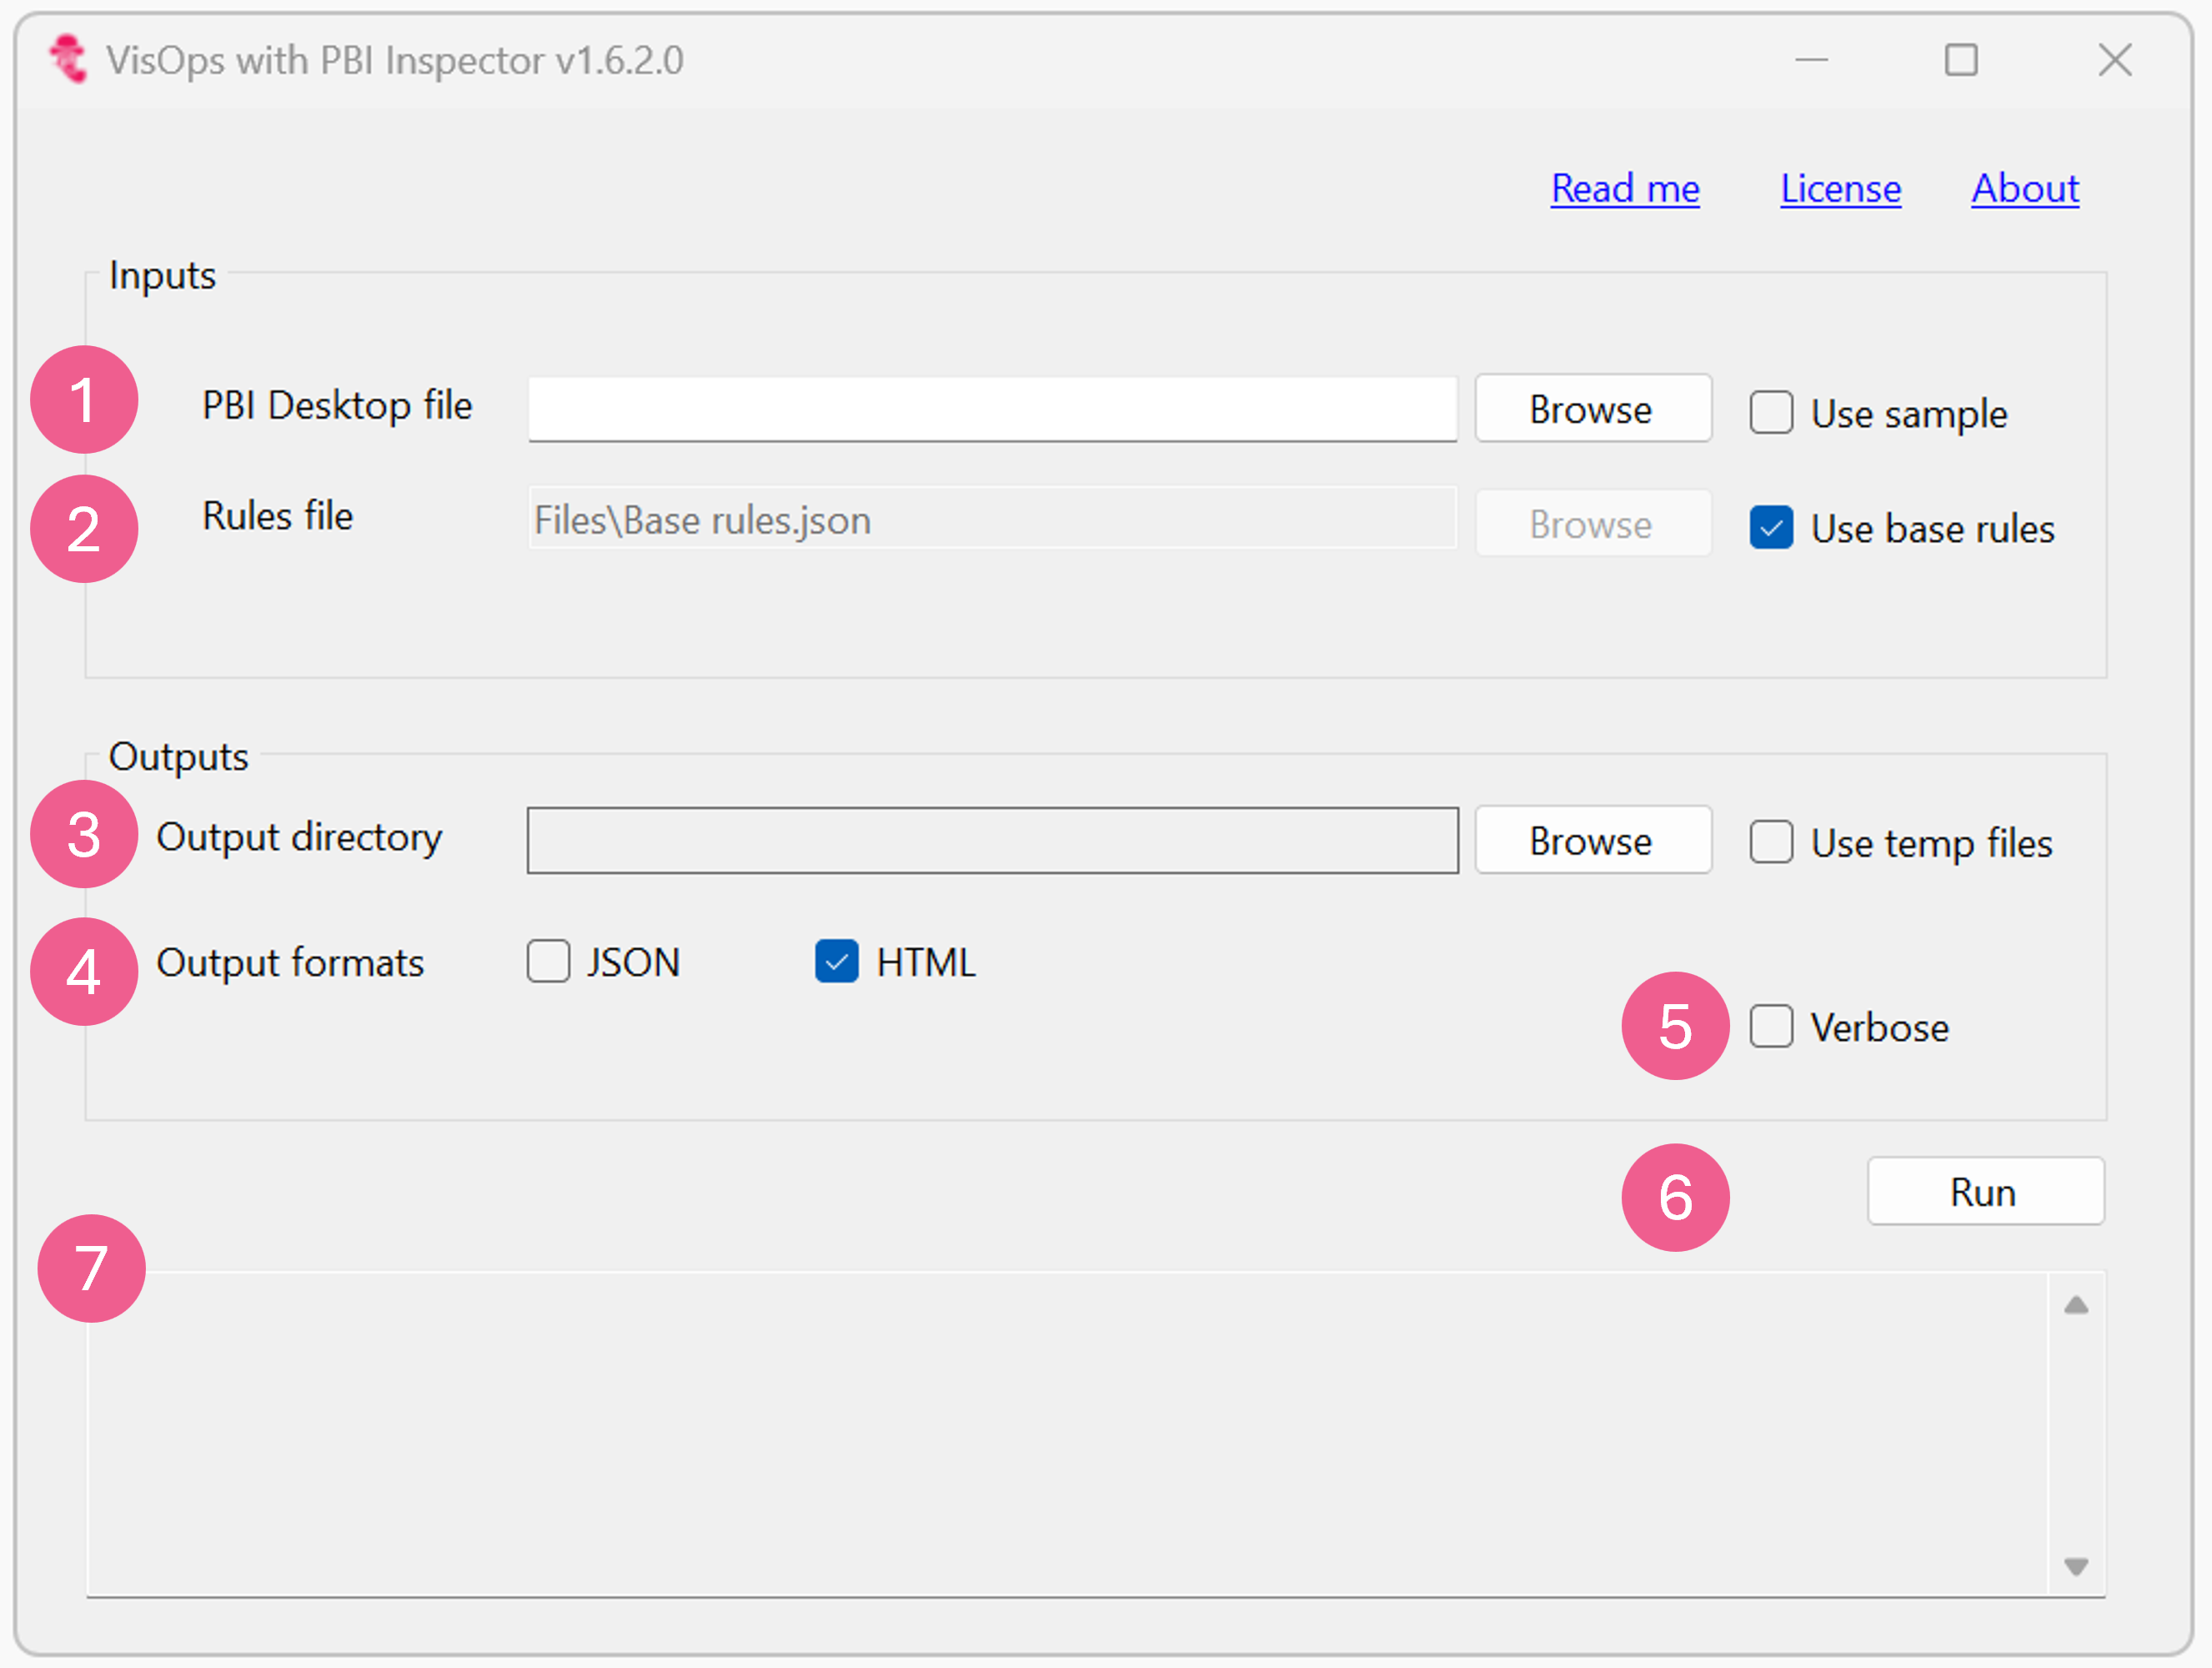 VisOps with PBI Inspector v1.6.2.0
Read me License About
Inputs
1 PBI Desktop file Browse Use sample
2 Rules file Files\Base rules.json Browse Use base rules
Outputs
3 Output directory Browse Use temp files
4 Output formats JSON HTML
5 Verbose
6 Run
7